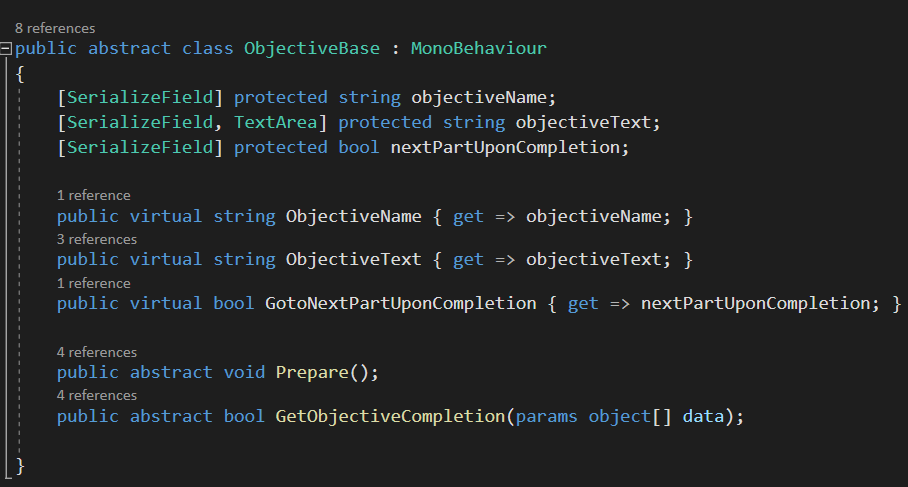 8 references
public abstract class ObjectiveBase : MonoBehaviour
{
[SerializeField] protected string objectiveName;
[SerializeField, TextArea] protected string objectiveText;
[SerializeField] protected bool nextPartUponCompletion;
1 reference
public virtual string ObjectiveName { get => objectiveName; }
3 references
public virtual string ObjectiveText { get => objectiveText; }
1 reference
public virtual bool GotoNextPartUponCompletion { get => nextPartUponCompletion; }
4 references
public abstract void Prepare();
4 references
public abstract bool GetObjectiveCompletion(params object[] data);
}